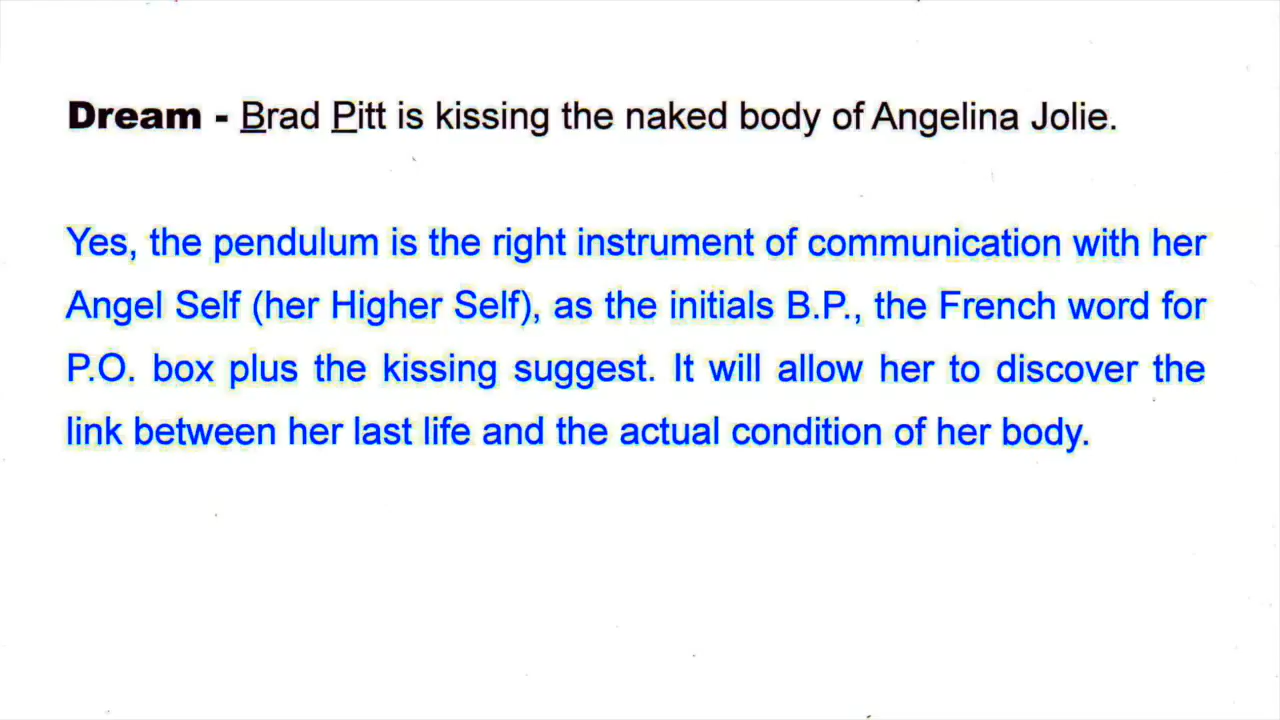 Dream - Brad Pitt is kissing the naked body of Angelina Jolie.
Yes, the pendulum is the right instrument of communication with her
Angel Self (her Higher Self), as the initials B.P., the French word for
P.O. box plus the kissing suggest. It will allow her to discover the
link between her last life and the actual condition of her body.